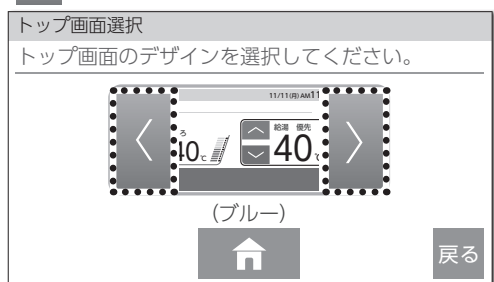 トップ画面選択
トップ画面のデザインを選択してください。
11/11(月) AM11
ろ 給湯 優先
40℃ 40℃
(ブルー)
戻る